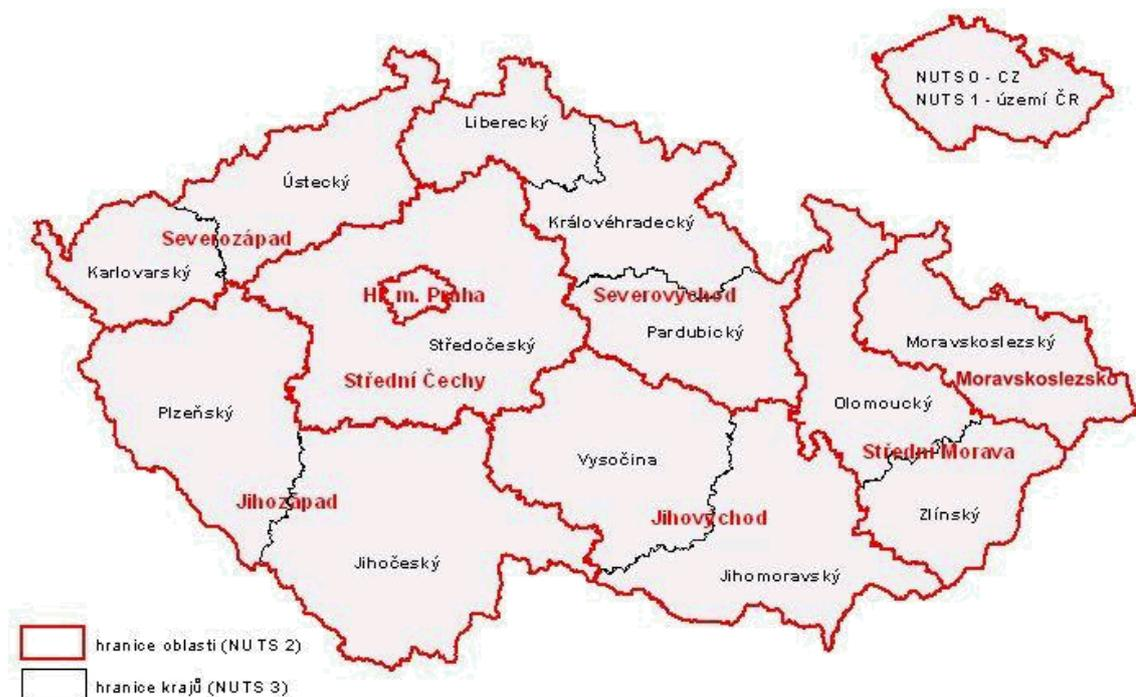 NUTS 0 - CZ
NUTS 1 - území ČR
Liberecký
Ústecký
Královéhradecký
Severozápad
Karlovarský
Hl. m. Praha
Severovýchod
Pardubický
Středočeský
Moravskoslezský
Střední Čechy
Moravskoslezsko
Plzeňský
Olomoucký
Střední Morava
Vysočina
Jihozápad
Zlínský
Jihovýchod
Jihočeský
Jihomoravský
hranice oblastí (NUTS 2)
hranice krajů (NUTS 3)